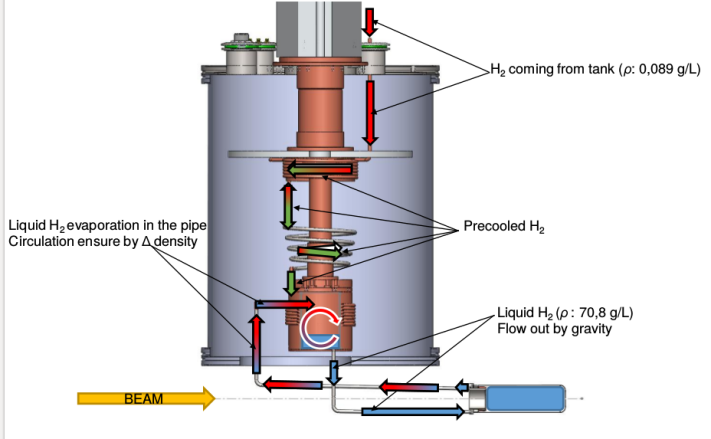 H₂ coming from tank (ρ: 0,089 g/L)
Liquid H₂ evaporation in the pipe
Circulation ensure by Δ density
Precooled H₂
Liquid H₂ (ρ: 70,8 g/L)
Flow out by gravity
BEAM